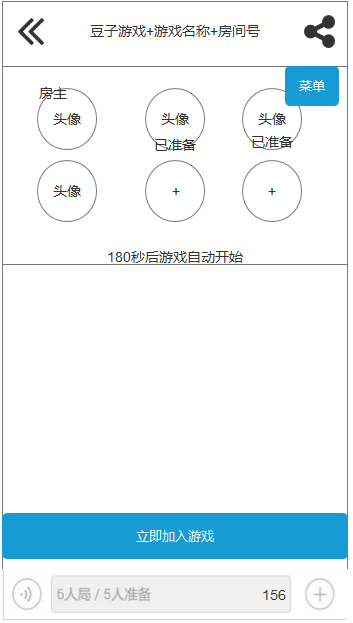 豆子游戏+游戏名称+房间号
菜单
房主
头像
头像
头像
已准备
已准备
头像
+
+
180秒后游戏自动开始
立即加入游戏
6人局 / 5人准备
156